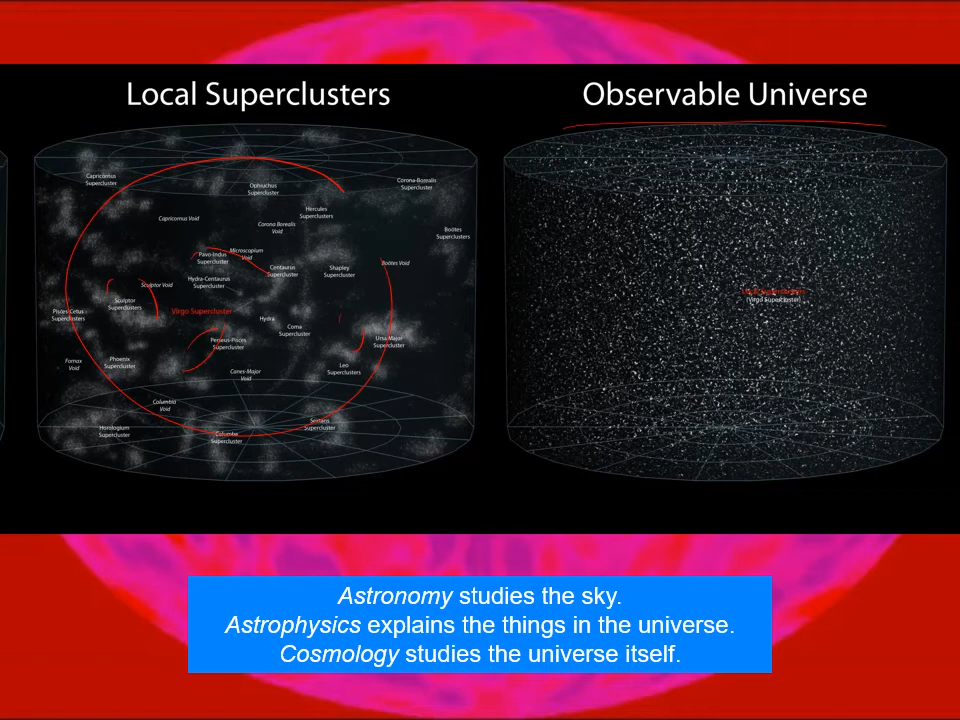 Local Superclusters
Capricornus
Supercluster
Ophiuchus
Supercluster
Corona-Borealis
Supercluster
Capricornus Void
Hercules
Superclusters
Corona Borealis
Void
Boötes
Superclusters
Pavo-Indus
Supercluster
Microscopium
Void
Centaurus
Supercluster
Shapley
Supercluster
Boötes Void
Sculptor Void
Hydra-Centaurus
Supercluster
Sculptor
Superclusters
Pisces-Cetus
Superclusters
Virgo Supercluster
Hydra
Coma
Supercluster
Perseus-Pisces
Supercluster
Ursa Major
Supercluster
Fornax
Void
Phoenix
Supercluster
Canes-Major
Void
Leo
Superclusters
Columba
Void
Horologium
Supercluster
Columba
Supercluster
Sextans
Supercluster
Observable Universe
(Virgo Supercluster)
Astronomy studies the sky.
Astrophysics explains the things in the universe.
Cosmology studies the universe itself.